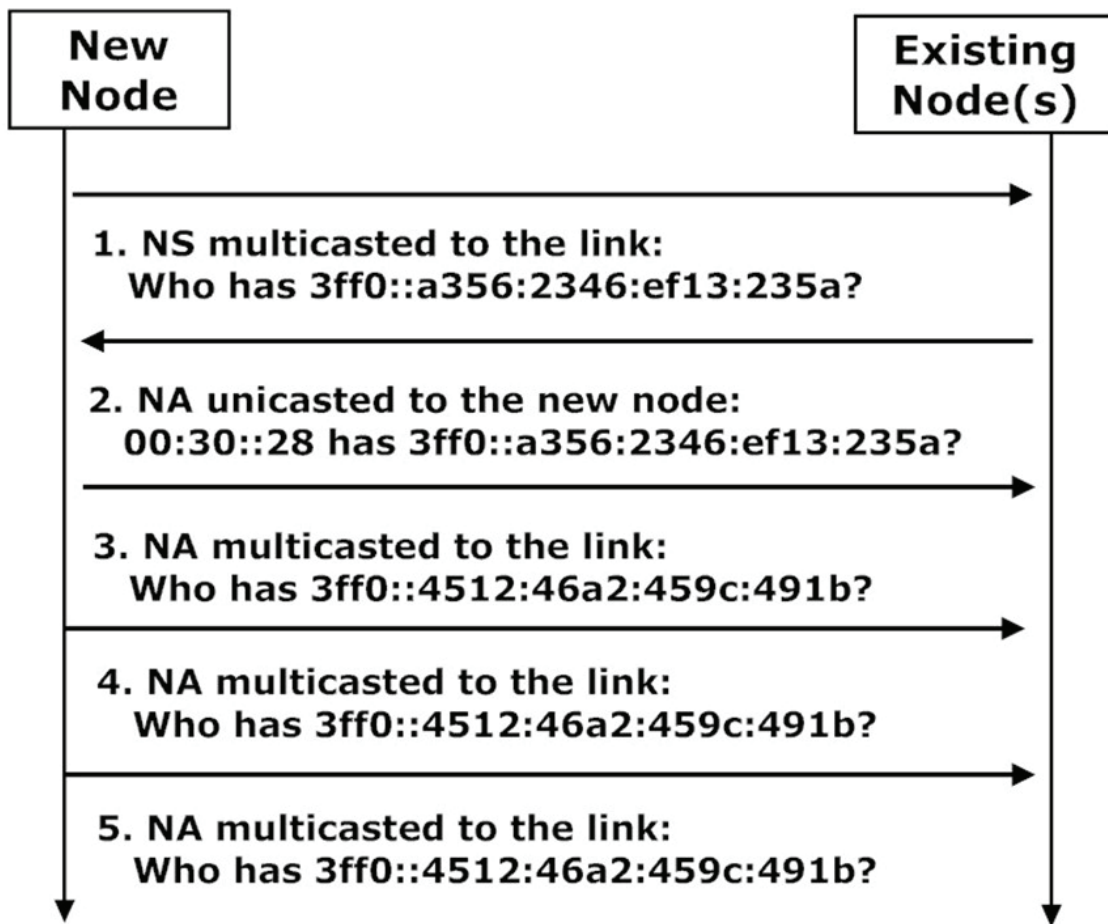 New
Node
Existing
Node(s)
1. NS multicasted to the link:
Who has 3ff0::a356:2346:ef13:235a?
2. NA unicasted to the new node:
00:30::28 has 3ff0::a356:2346:ef13:235a?
3. NA multicasted to the link:
Who has 3ff0::4512:46a2:459c:491b?
4. NA multicasted to the link:
Who has 3ff0::4512:46a2:459c:491b?
5. NA multicasted to the link:
Who has 3ff0::4512:46a2:459c:491b?